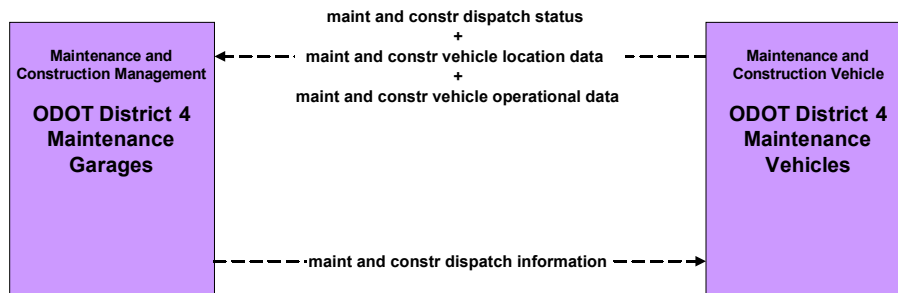 maint and constr dispatch status
+
maint and constr vehicle location data
+
maint and constr vehicle operational data
Maintenance and
Construction Management
ODOT District 4
Maintenance
Garages
Maintenance and
Construction Vehicle
ODOT District 4
Maintenance
Vehicles
maint and constr dispatch information